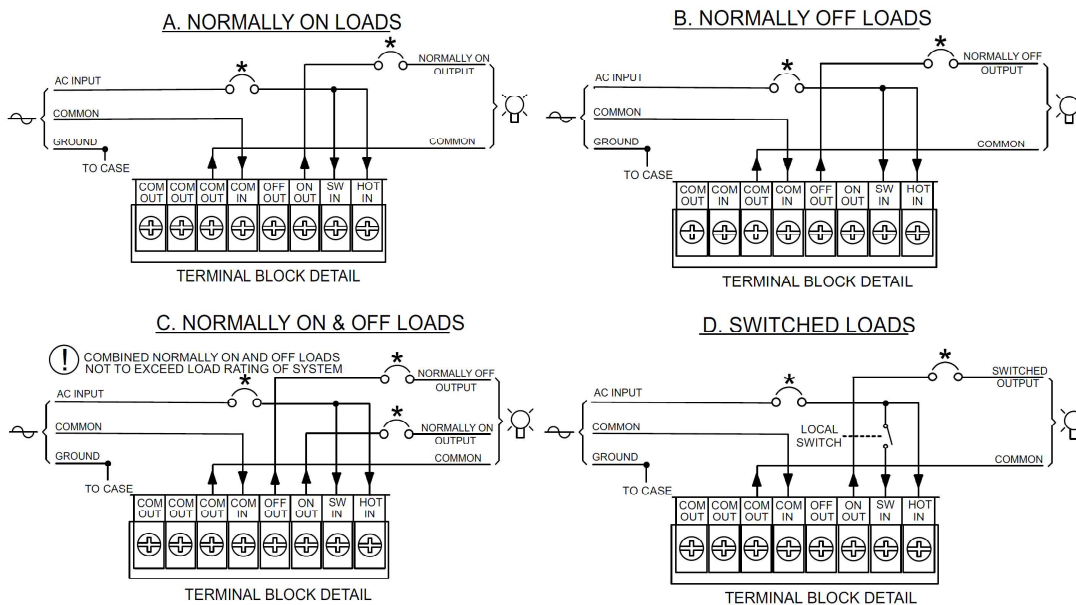 A. NORMALLY ON LOADS
*
NORMALLY ON
OUTPUT
*
AC INPUT
COMMON
GROUND
COMMON
TO CASE
COM OUT
COM OUT
COM OUT
COM IN
OFF OUT
ON OUT
SW IN
HOT IN
TERMINAL BLOCK DETAIL
B. NORMALLY OFF LOADS
*
NORMALLY OFF
OUTPUT
*
AC INPUT
COMMON
GROUND
COMMON
TO CASE
COM OUT
COM IN
COM OUT
COM IN
OFF OUT
ON OUT
SW IN
HOT IN
TERMINAL BLOCK DETAIL
C. NORMALLY ON & OFF LOADS
! COMBINED NORMALLY ON AND OFF LOADS
NOT TO EXCEED LOAD RATING OF SYSTEM
*
NORMALLY OFF
OUTPUT
*
AC INPUT
*
NORMALLY ON
OUTPUT
COMMON
GROUND
COMMON
TO CASE
COM OUT
COM OUT
COM OUT
COM IN
OFF OUT
ON OUT
SW IN
HOT IN
TERMINAL BLOCK DETAIL
D. SWITCHED LOADS
*
SWITCHED
OUTPUT
*
AC INPUT
COMMON
LOCAL
SWITCH
GROUND
COMMON
TO CASE
COM OUT
COM OUT
COM OUT
COM IN
OFF OUT
ON OUT
SW IN
HOT IN
TERMINAL BLOCK DETAIL